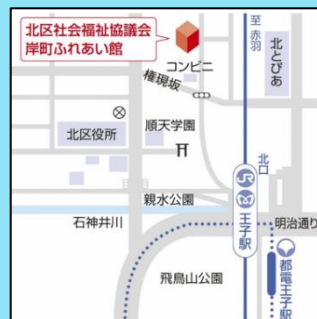 北区社会福祉協議会
岸町ふれあい館
至 赤羽
北とぴあ
コンビニ
権現坂
北区役所
順天学園
北口
親水公園
JR
M
王子駅
石神井川
明治通り
飛鳥山公園
都電王子駅